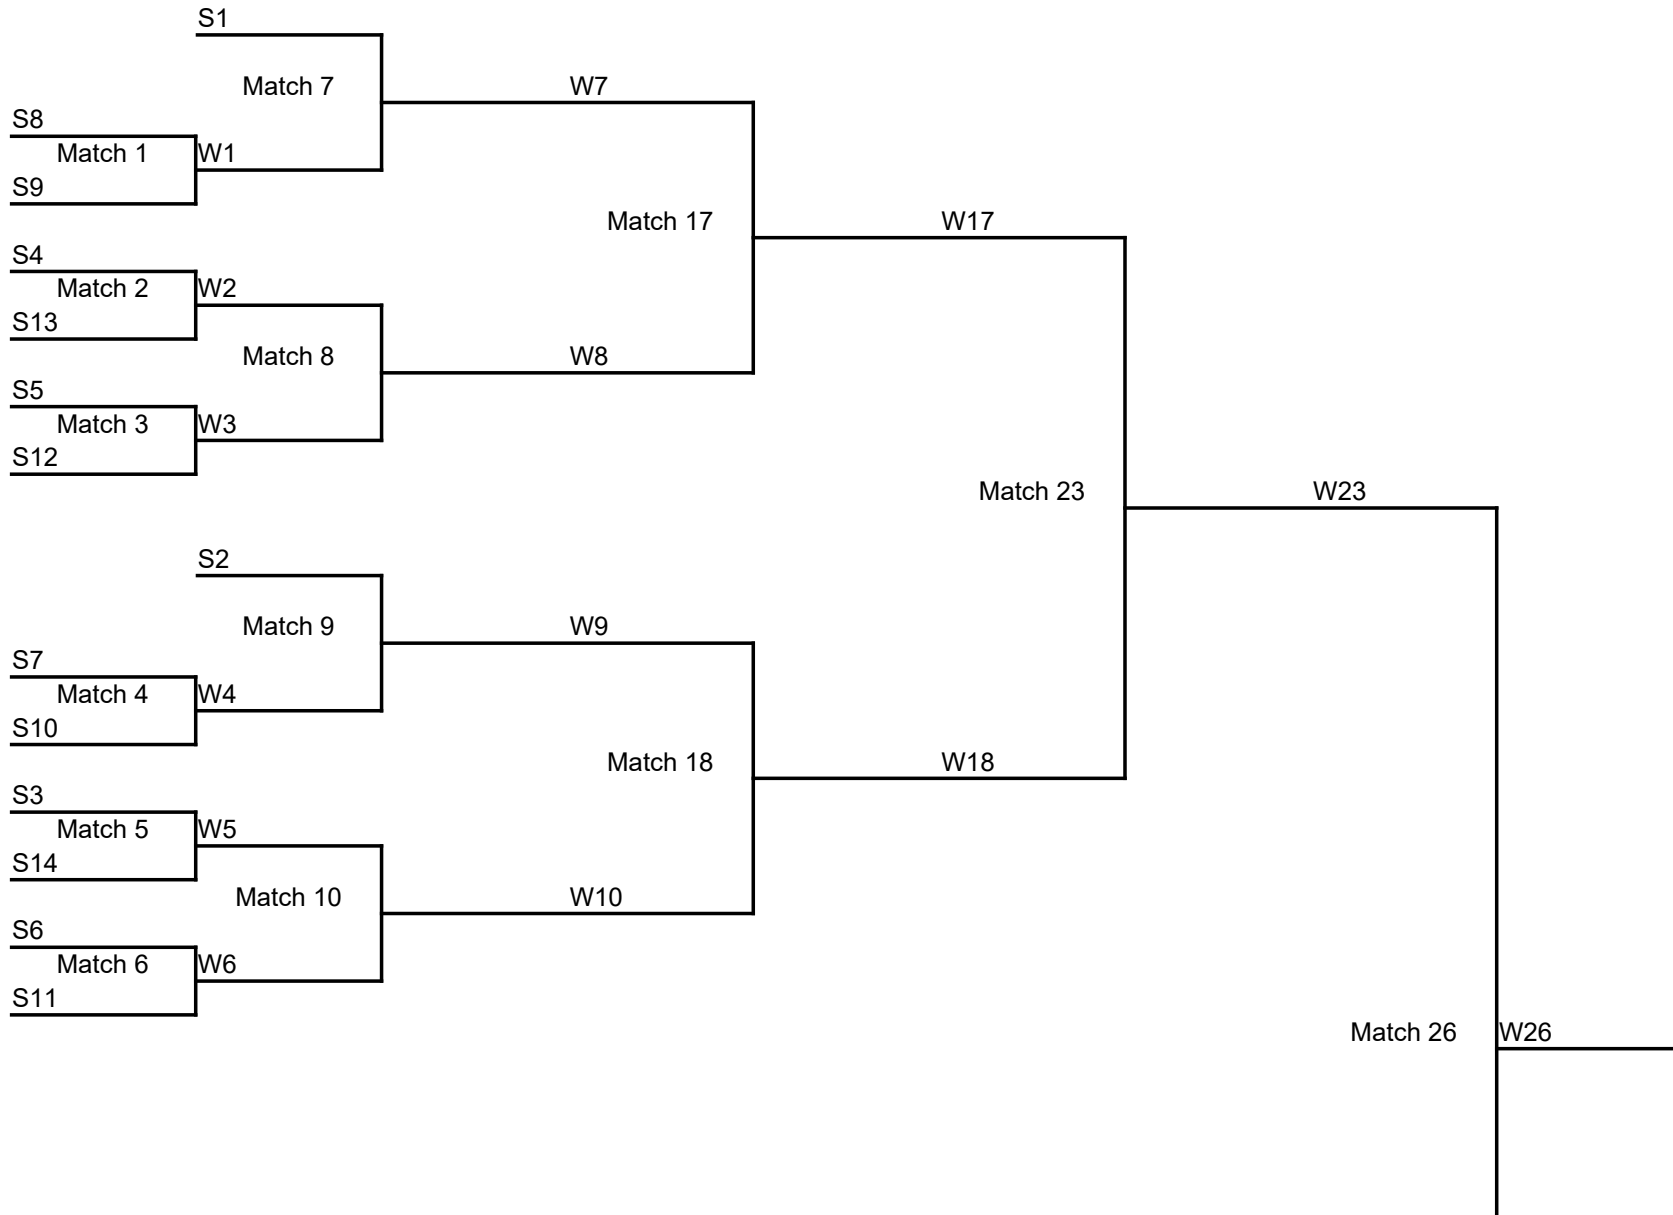 S1
Match 7
W7
S8
Match 1
W1
S9
Match 17
W17
S4
Match 2
W2
S13
Match 8
W8
S5
Match 3
W3
S12
Match 23
W23
S2
Match 9
W9
S7
Match 4
W4
S10
Match 18
W18
S3
Match 5
W5
S14
Match 10
W10
S6
Match 6
W6
S11
Match 26
W26